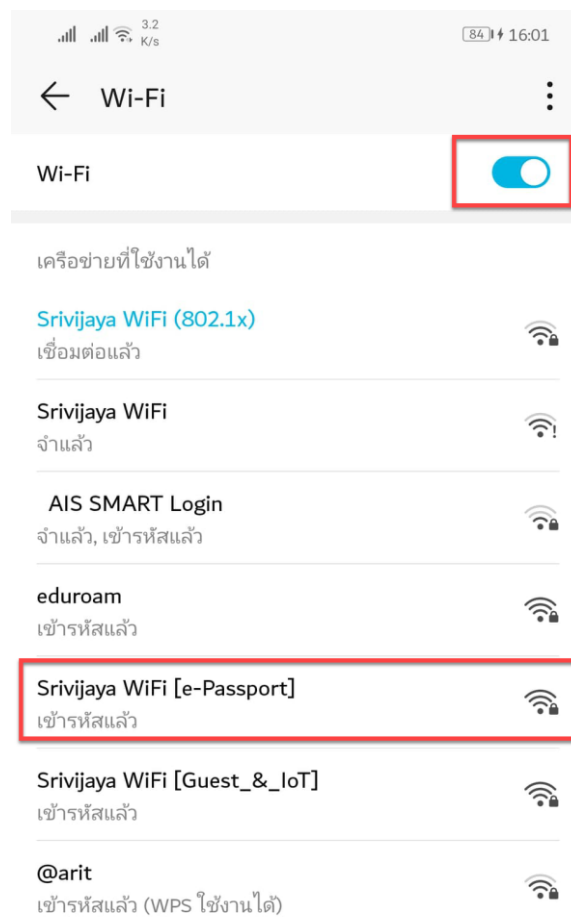 3.2
K/s
84 16:01
Wi-Fi
Wi-Fi
เครือข่ายที่ใช้งานได้
Srivijaya WiFi (802.1x)
เชื่อมต่อแล้ว
Srivijaya WiFi
จำแล้ว
AIS SMART Login
จำแล้ว, เข้ารหัสแล้ว
eduroam
เข้ารหัสแล้ว
Srivijaya WiFi [e-Passport]
เข้ารหัสแล้ว
Srivijaya WiFi [Guest_&_IoT]
เข้ารหัสแล้ว
@arit
เข้ารหัสแล้ว (WPS ใช้งานได้)